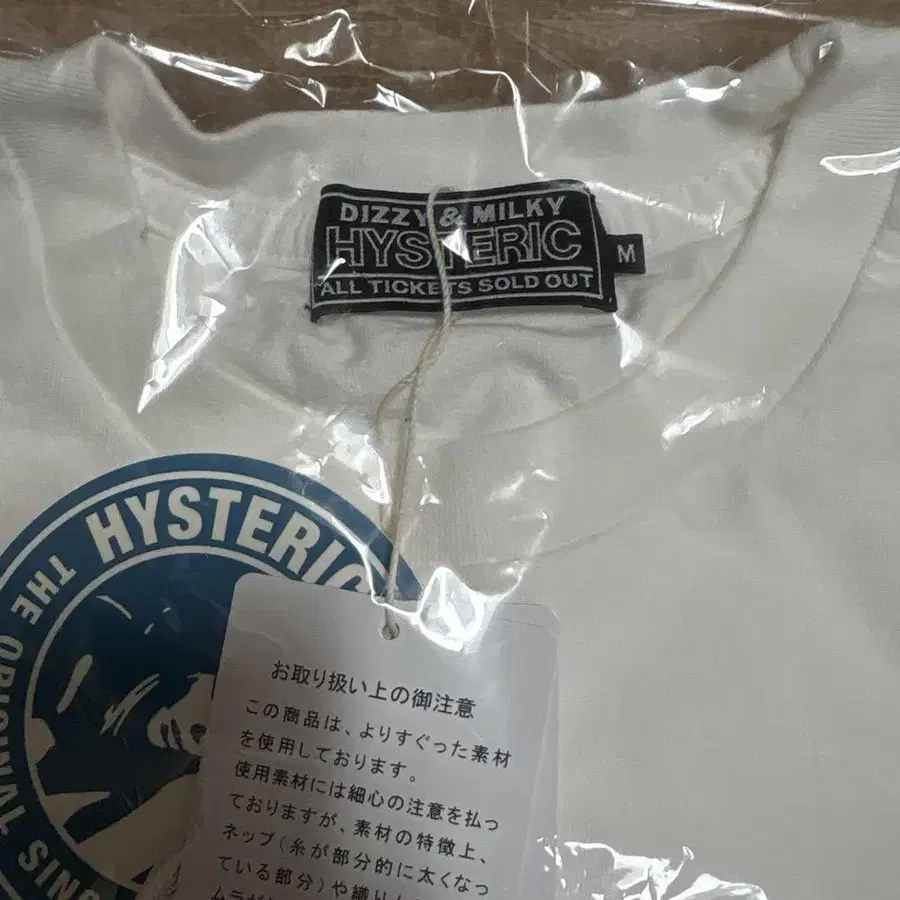 DIZZY & MILKY
HYSTERIC
ALL TICKETS SOLD OUT
M
HYSTERIC
THE ORIGINAL
お取り扱い上の御注意
この商品は、よりすぐった素材
を使用しております。
使用素材には細心の注意を払っ
ておりますが、素材の特徴上、
ネップ(糸が部分的に太くなっ
ている部分)や織り
ムラが